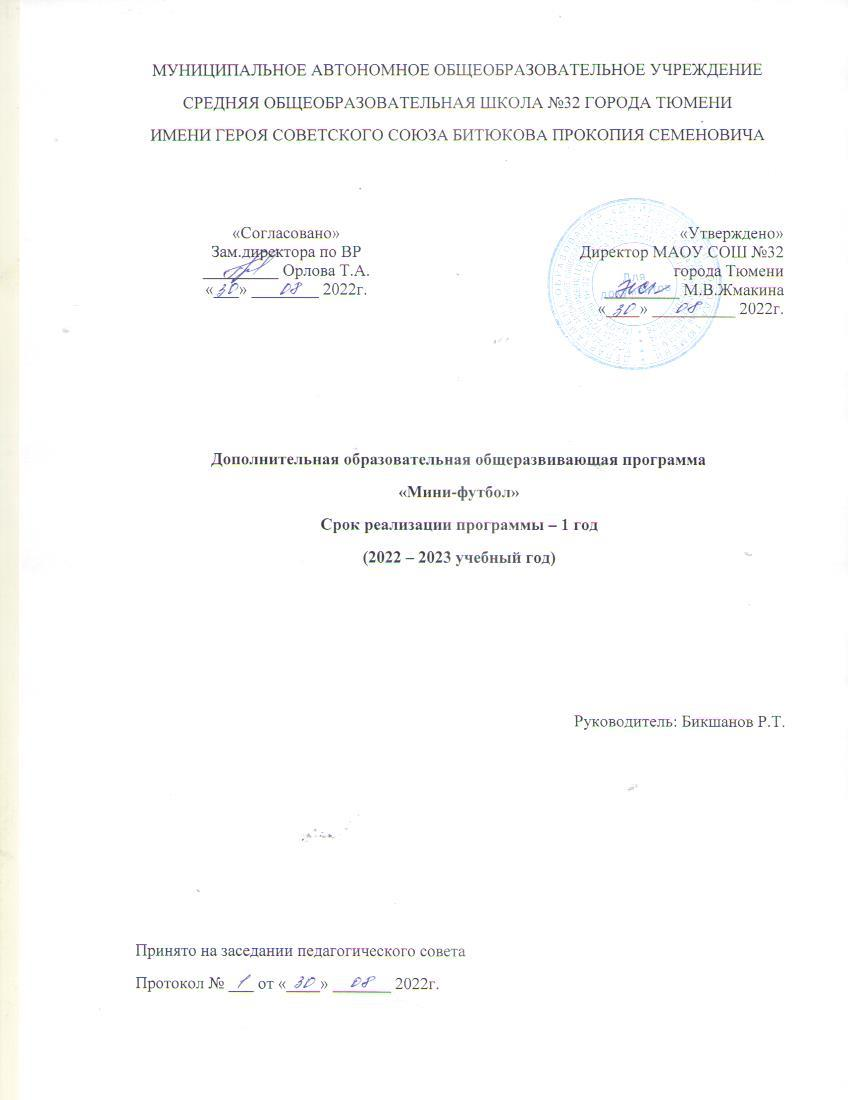 МУНИЦИПАЛЬНОЕ АВТОНОМНОЕ ОБЩЕОБРАЗОВАТЕЛЬНОЕ УЧРЕЖДЕНИЕ
СРЕДНЯЯ ОБЩЕОБРАЗОВАТЕЛЬНАЯ ШКОЛА №32 ГОРОДА ТЮМЕНИ
ИМЕНИ ГЕРОЯ СОВЕТСКОГО СОЮЗА БИТЮКОВА ПРОКОПИЯ СЕМЕНОВИЧА
«Согласовано»
Зам.директора по ВР
_________ Орлова Т.А.
«30» 08 2022г.
«Утверждено»
Директор МАОУ СОШ №32
города Тюмени
_________ М.В.Жмакина
«30» 08 2022г.
Дополнительная образовательная общеразвивающая программа
«Мини-футбол»
Срок реализации программы – 1 год
(2022 – 2023 учебный год)
Руководитель: Бикшанов Р.Т.
Принято на заседании педагогического совета
Протокол № 1 от «30» 08 2022г.